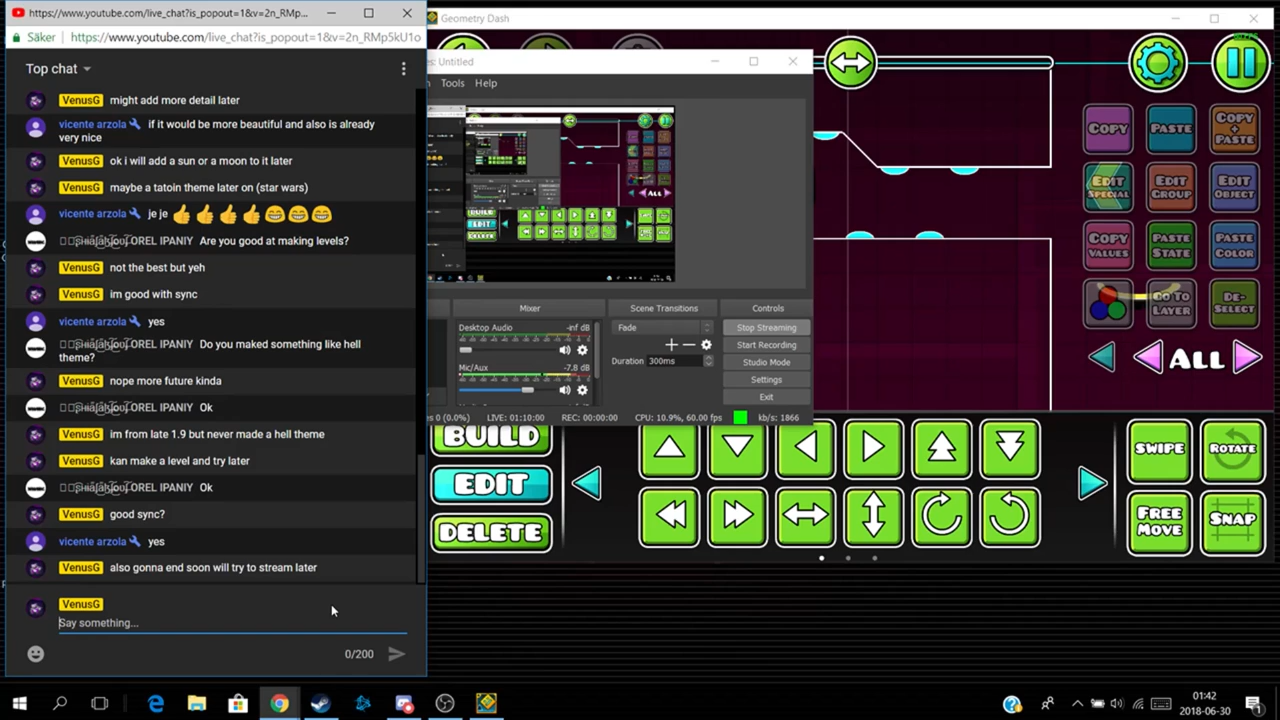 https://www.youtube.com/live_chat?is_popout=1&v=2n_RMp...
Säker
https://www.youtube.com/live_chat?is_popout=1&v=2n_RMp5kU1o
Top chat
VenusG might add more detail later
vicente arzola if it would be more beautiful and also is already
very nice
VenusG ok i will add a sun or a moon to it later
VenusG maybe a tatoin theme later on (star wars)
vicente arzola je je 👍👍👍👍😂😂😂
OREL IPANIY Are you good at making levels?
VenusG not the best but yeh
VenusG im good with sync
vicente arzola yes
OREL IPANIY Do you maked something like hell
theme?
VenusG nope more future kinda
OREL IPANIY Ok
VenusG im from late 1.9 but never made a hell theme
VenusG kan make a level and try later
OREL IPANIY Ok
VenusG good sync?
vicente arzola yes
VenusG also gonna end soon will try to stream later
VenusG
Say something...
0/200
: Untitled
Tools Help
Mixer
Scene Transitions
Controls
Desktop Audio -inf dB
Mic/Aux -7.8 dB
Fade
Duration 300ms
Stop Streaming
Start Recording
Studio Mode
Settings
Exit
0 (0.0%)
LIVE: 01:10:00
REC: 00:00:00
CPU: 10.9%, 60.00 fps
kb/s: 1866
Geometry Dash
COPY
PASTE
COPY
+
PASTE
EDIT
SPECIAL
EDIT
GROUP
EDIT
OBJECT
COPY
VALUES
PASTE
STATE
PASTE
COLOR
GO TO
LAYER
DE-
SELECT
ALL
BUILD
EDIT
DELETE
SWIPE
ROTATE
FREE
MOVE
SNAP
01:42
2018-06-30